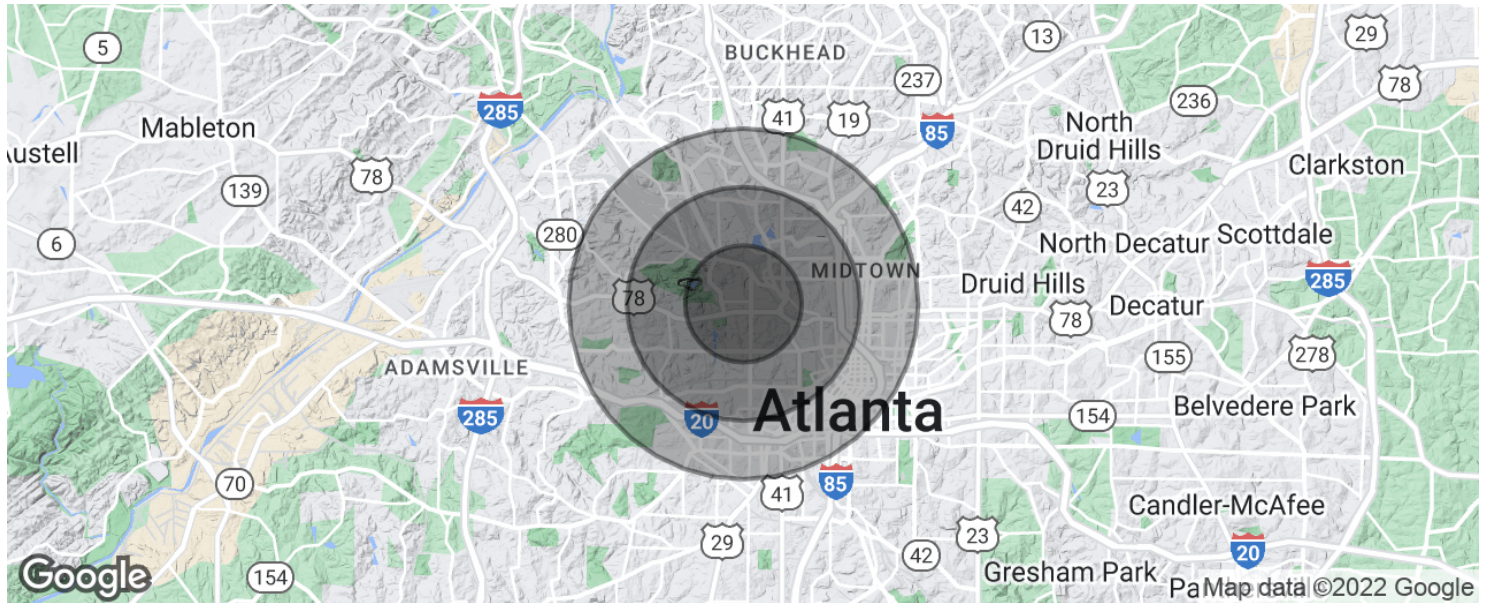 5
BUCKHEAD
13
29
237
78
285
236
41
19
Mableton
85
North
Druid Hills
Austell
Clarkston
78
23
139
42
6
280
North Decatur
Scottdale
MIDTOWN
285
78
Druid Hills
Decatur
78
155
278
ADAMSVILLE
154
Belvedere Park
285
20
Atlanta
70
85
41
Candler-McAfee
29
23
42
20
154
Gresham Park
Google
Map data ©2022 Google